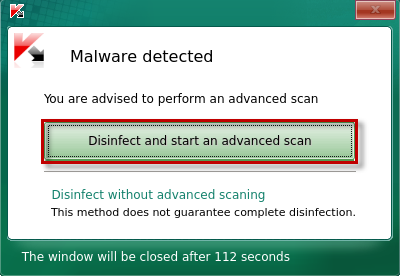 Malware detected
You are advised to perform an advanced scan
Disinfect and start an advanced scan
Disinfect without advanced scaning
This method does not guarantee complete disinfection.
The window will be closed after 112 seconds